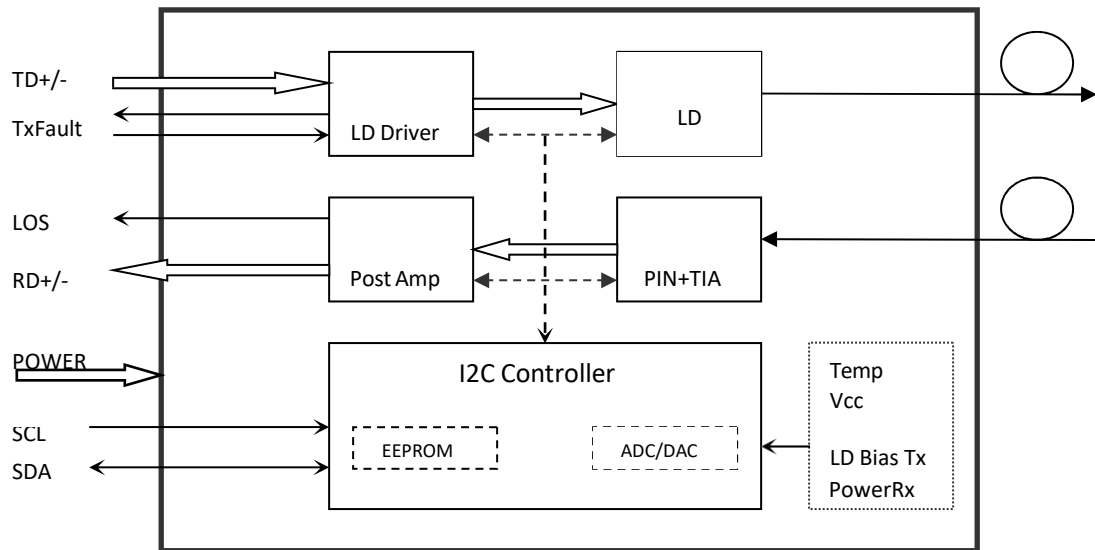 TD+/-
TxFault
LD Driver
LD
LOS
RD+/-
Post Amp
PIN+TIA
POWER
I2C Controller
Temp
Vcc
SCL
SDA
EEPROM
ADC/DAC
LD Bias Tx
PowerRx